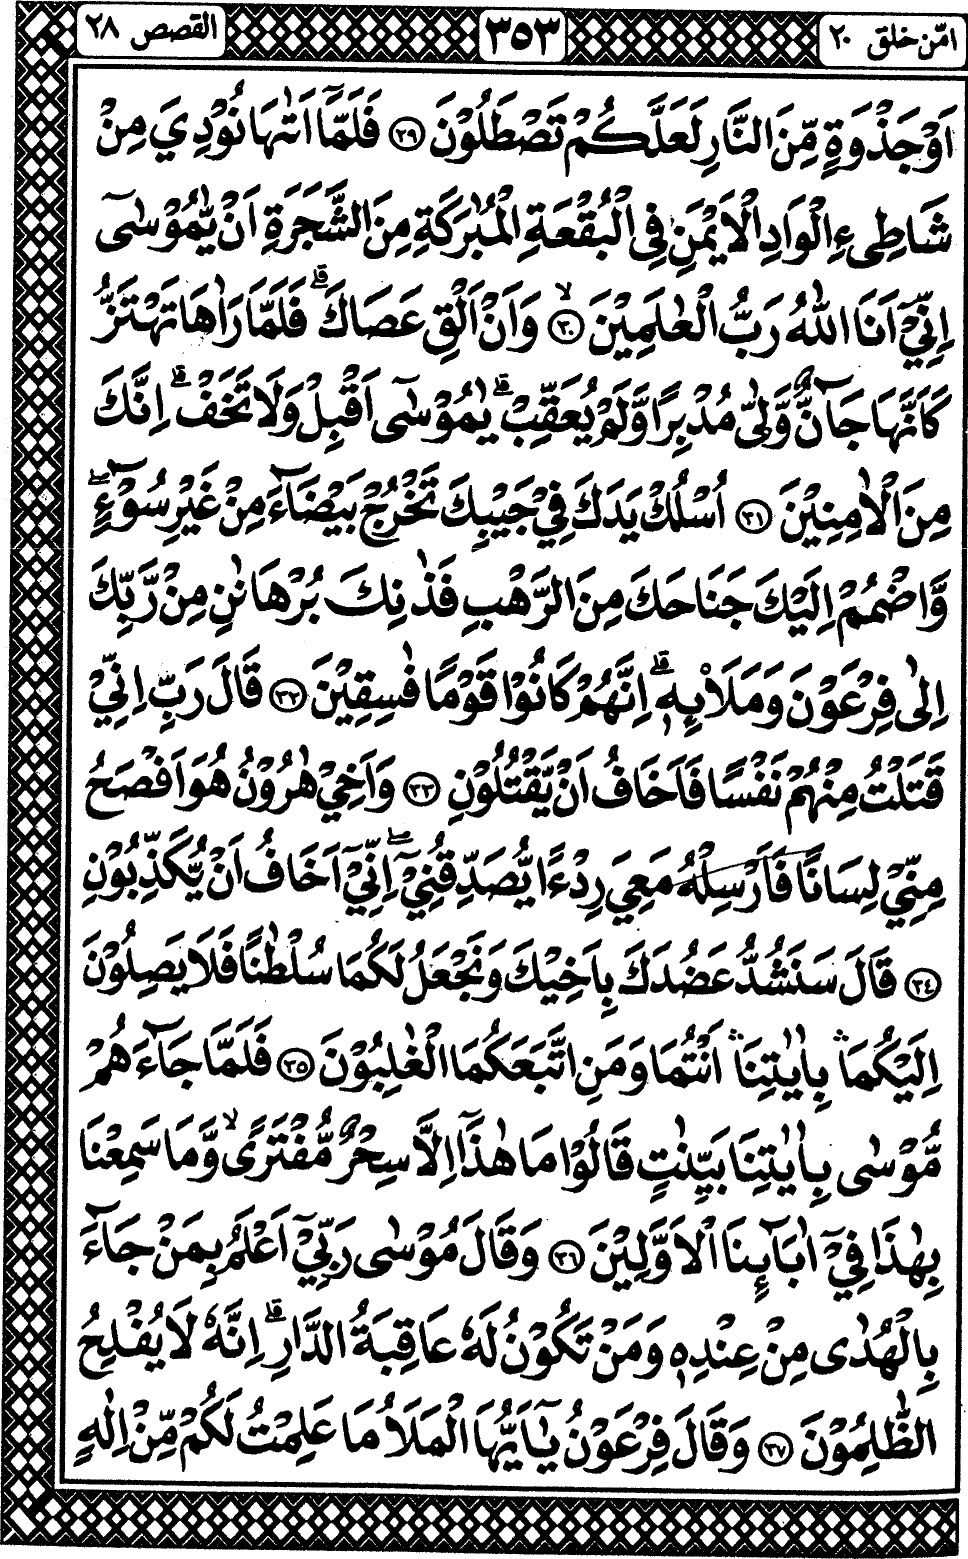 امّن خلق ٢٠ ٣٥٣ القصص ٢٨
اَوْ جَذْوَةٍ مِّنَ النَّارِ لَعَلَّكُمْ تَصْطَلُوْنَ ﴿٢٩﴾ فَلَمَّاۤ اَتٰىهَا نُوْدِيَ مِنْ
شَاطِیءِ الْوَادِ الْاَيْمَنِ فِی الْبُقْعَةِ الْمُبٰرَكَةِ مِنَ الشَّجَرَةِ اَنْ يّٰمُوْسٰۤی
اِنِّيْۤ اَنَا اللّٰهُ رَبُّ الْعٰلَمِيْنَ ۙ﴿٣٠﴾ وَاَنْ اَلْقِ عَصَاكَ ؕ فَلَمَّا رَاٰهَا تَهْتَزُّ
كَاَنَّهَا جَآنٌّ وَّلّٰی مُدْبِرًا وَّلَمْ يُعَقِّبْ ؕ يٰمُوْسٰۤی اَقْبِلْ وَلَا تَخَفْ ۫ اِنَّكَ
مِنَ الْاٰمِنِيْنَ ﴿٣١﴾ اُسْلُكْ يَدَكَ فِيْ جَيْبِكَ تَخْرُجْ بَيْضَآءَ مِنْ غَيْرِ سُوْٓءٍ ۖ
وَّاضْمُمْ اِلَيْكَ جَنَاحَكَ مِنَ الرَّهْبِ فَذٰنِكَ بُرْهَانٰنِ مِنْ رَّبِّكَ
اِلٰی فِرْعَوْنَ وَمَلَا۟ئِهٖ ؕ اِنَّهُمْ كَانُوْا قَوْمًا فٰسِقِيْنَ ﴿٣٢﴾ قَالَ رَبِّ اِنِّيْ
قَتَلْتُ مِنْهُمْ نَفْسًا فَاَخَافُ اَنْ يَّقْتُلُوْنِ ﴿٣٣﴾ وَاَخِيْ هٰرُوْنُ هُوَ اَفْصَحُ
مِنِّيْ لِسَانًا فَاَرْسِلْهُ مَعِيَ رِدْءًا يُّصَدِّقُنِيْۤ ۖ اِنِّيْۤ اَخَافُ اَنْ يُّكَذِّبُوْنِ
﴿٣٤﴾ قَالَ سَنَشُدُّ عَضُدَكَ بِاَخِيْكَ وَنَجْعَلُ لَكُمَا سُلْطٰنًا فَلَا يَصِلُوْنَ
اِلَيْكُمَا ۛ بِاٰيٰتِنَاۤ ۛ اَنْتُمَا وَمَنِ اتَّبَعَكُمَا الْغٰلِبُوْنَ ﴿٣٥﴾ فَلَمَّا جَآءَهُمْ
مُّوْسٰی بِاٰيٰتِنَا بَيِّنٰتٍ قَالُوْا مَا هٰذَاۤ اِلَّا سِحْرٌ مُّفْتَرًی ۙ وَّمَا سَمِعْنَا
بِهٰذَا فِيْۤ اٰبَآئِنَا الْاَوَّلِيْنَ ﴿٣٦﴾ وَقَالَ مُوْسٰی رَبِّيْۤ اَعْلَمُ بِمَنْ جَآءَ
بِالْهُدٰی مِنْ عِنْدِهٖ وَمَنْ تَكُوْنُ لَهٗ عَاقِبَةُ الدَّارِ ؕ اِنَّهٗ لَا يُفْلِحُ
الظّٰلِمُوْنَ ﴿٣٧﴾ وَقَالَ فِرْعَوْنُ يٰۤاَيُّهَا الْمَلَاُ مَا عَلِمْتُ لَكُمْ مِّنْ اِلٰهٍ